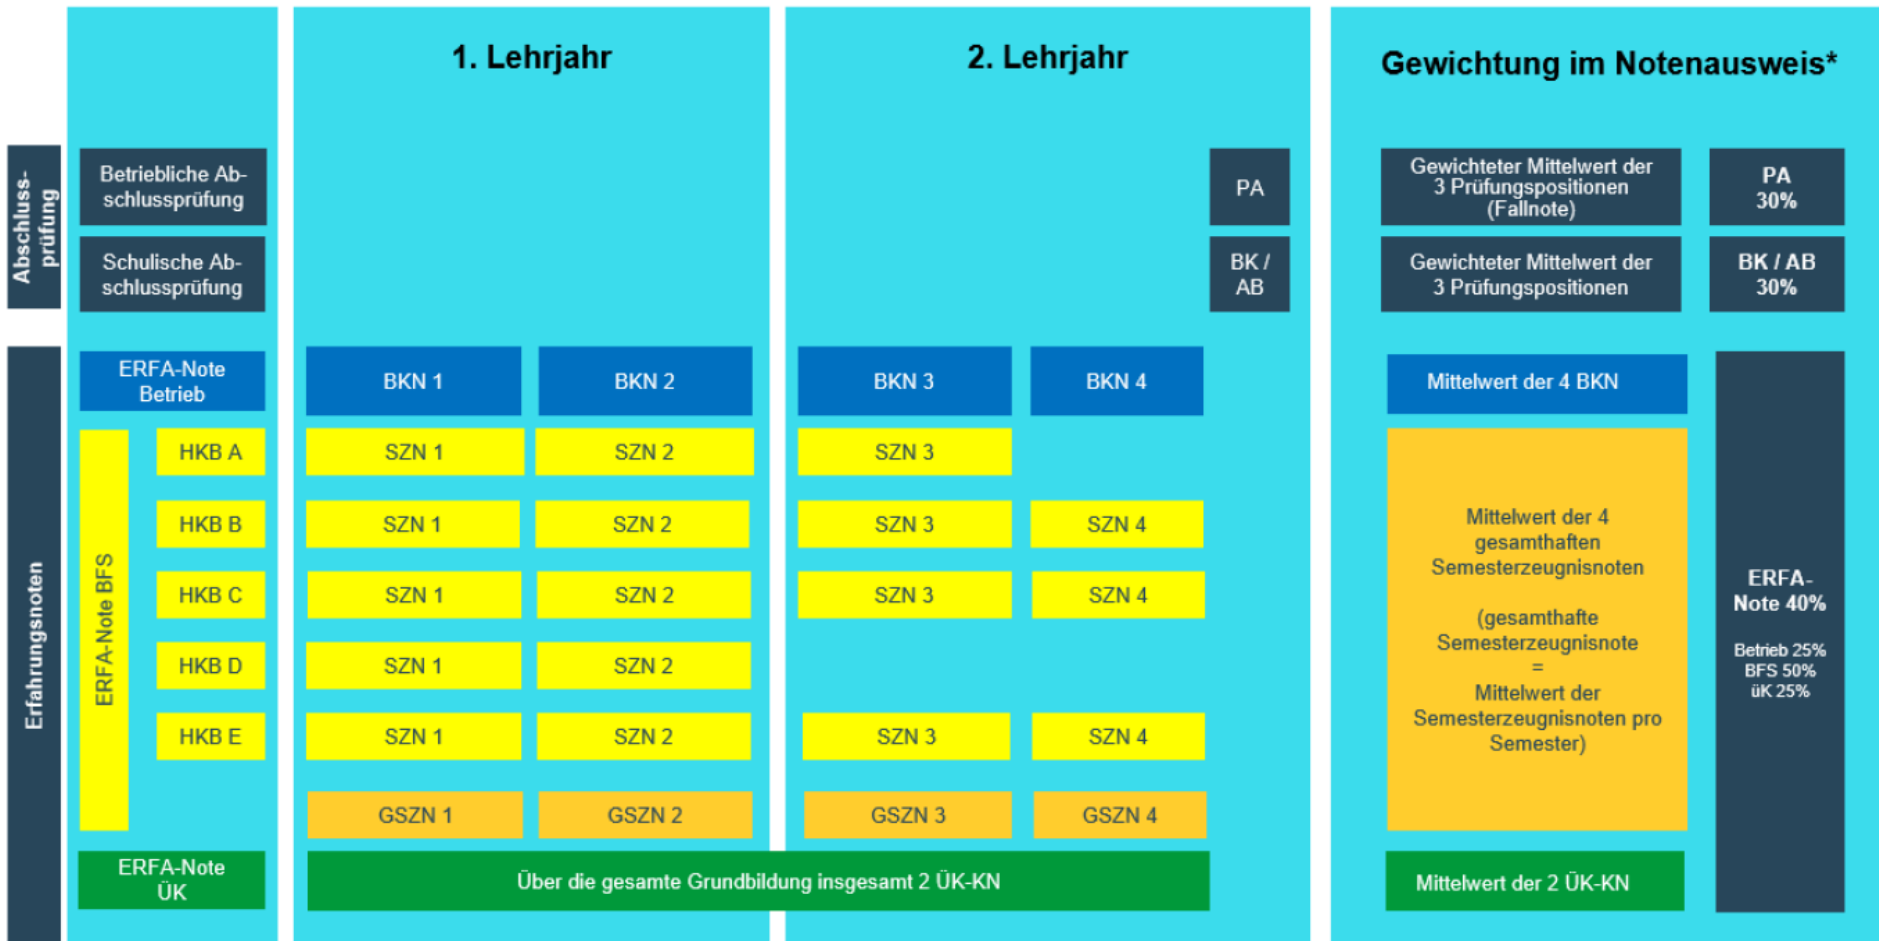 1. Lehrjahr
2. Lehrjahr
Gewichtung im Notenausweis*
Abschluss-
prüfung
Betriebliche Ab-
schlussprüfung
PA
Gewichteter Mittelwert der
3 Prüfungspositionen
(Fallnote)
PA
30%
Schulische Ab-
schlussprüfung
BK /
AB
Gewichteter Mittelwert der
3 Prüfungspositionen
BK / AB
30%
Erfahrungsnoten
ERFA-Note
Betrieb
BKN 1
BKN 2
BKN 3
BKN 4
Mittelwert der 4 BKN
ERFA-Note BFS
HKB A
SZN 1
SZN 2
SZN 3
HKB B
SZN 1
SZN 2
SZN 3
SZN 4
HKB C
SZN 1
SZN 2
SZN 3
SZN 4
HKB D
SZN 1
SZN 2
HKB E
SZN 1
SZN 2
SZN 3
SZN 4
GSZN 1
GSZN 2
GSZN 3
GSZN 4
Mittelwert der 4
gesamthaften
Semesterzeugnisnoten
(gesamthafte
Semesterzeugnisnote
=
Mittelwert der
Semesterzeugnisnoten pro
Semester)
ERFA-
Note 40%
Betrieb 25%
BFS 50%
üK 25%
ERFA-Note
ÜK
Über die gesamte Grundbildung insgesamt 2 ÜK-KN
Mittelwert der 2 ÜK-KN